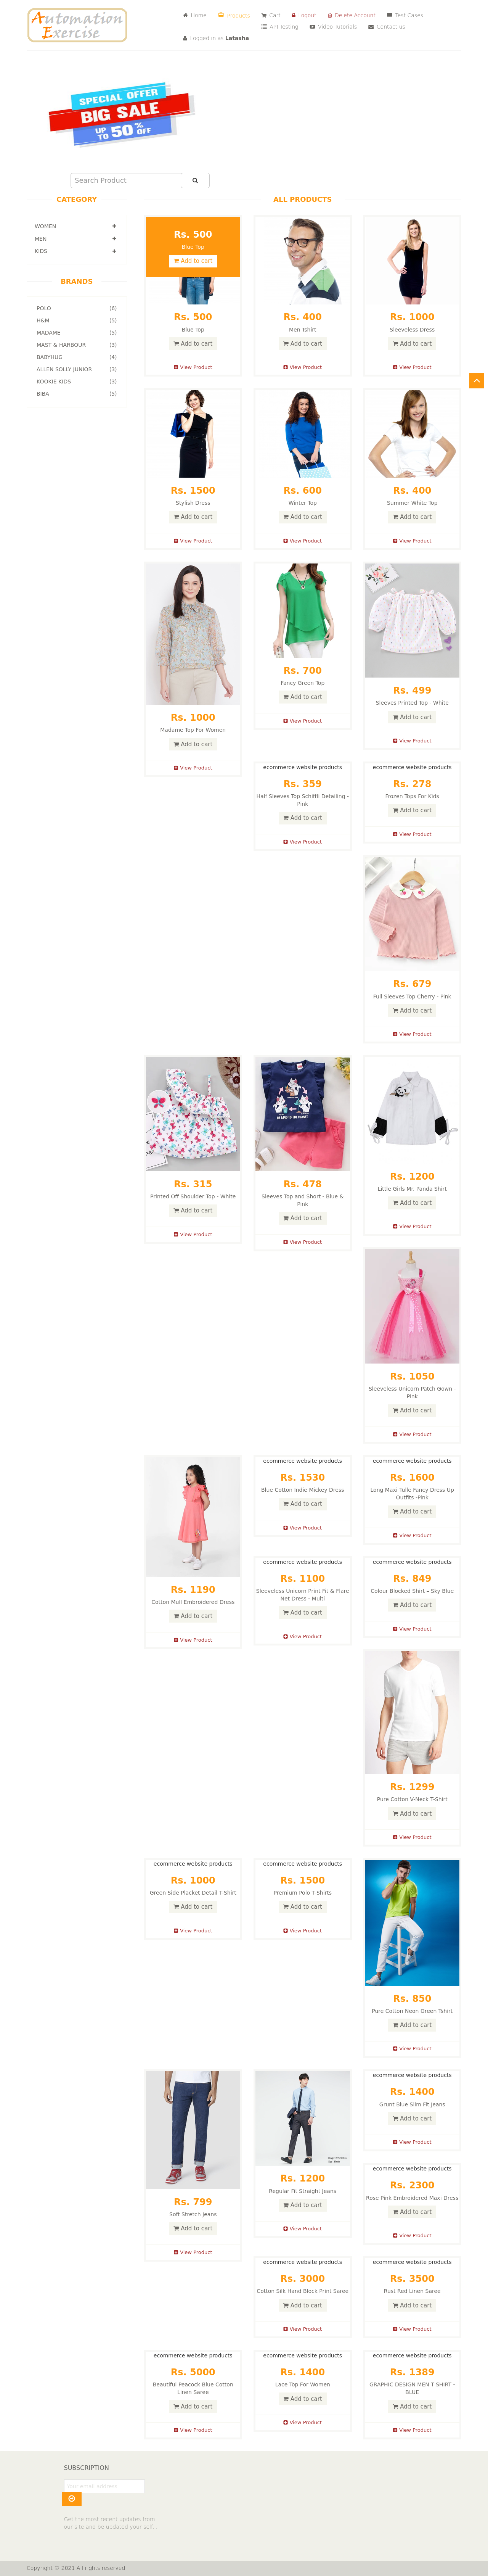 Automation
Exercise
Home
Products
Cart
Logout
Delete Account
Test Cases
API Testing
Video Tutorials
Contact us
Logged in as Latasha
SPECIAL OFFER
BIG SALE
UP TO 50% OFF
Search Product
CATEGORY
WOMEN
MEN
KIDS
BRANDS
POLO (6)
H&M (5)
MADAME (5)
MAST & HARBOUR (3)
BABYHUG (4)
ALLEN SOLLY JUNIOR (3)
KOOKIE KIDS (3)
BIBA (5)
ALL PRODUCTS
Rs. 500
Blue Top
Add to cart
Rs. 500
Blue Top
Add to cart
View Product
Rs. 400
Men Tshirt
Add to cart
View Product
Rs. 1000
Sleeveless Dress
Add to cart
View Product
Rs. 1500
Stylish Dress
Add to cart
View Product
Rs. 600
Winter Top
Add to cart
View Product
Rs. 400
Summer White Top
Add to cart
View Product
Rs. 1000
Madame Top For Women
Add to cart
View Product
Rs. 700
Fancy Green Top
Add to cart
View Product
Rs. 499
Sleeves Printed Top - White
Add to cart
View Product
ecommerce website products
Rs. 359
Half Sleeves Top Schiffli Detailing -
Pink
Add to cart
View Product
ecommerce website products
Rs. 278
Frozen Tops For Kids
Add to cart
View Product
Rs. 679
Full Sleeves Top Cherry - Pink
Add to cart
View Product
Rs. 315
Printed Off Shoulder Top - White
Add to cart
View Product
Rs. 478
Sleeves Top and Short - Blue &
Pink
Add to cart
View Product
Rs. 1200
Little Girls Mr. Panda Shirt
Add to cart
View Product
Rs. 1050
Sleeveless Unicorn Patch Gown -
Pink
Add to cart
View Product
Rs. 1190
Cotton Mull Embroidered Dress
Add to cart
View Product
ecommerce website products
Rs. 1530
Blue Cotton Indie Mickey Dress
Add to cart
View Product
ecommerce website products
Rs. 1600
Long Maxi Tulle Fancy Dress Up
Outfits -Pink
Add to cart
View Product
ecommerce website products
Rs. 1100
Sleeveless Unicorn Print Fit & Flare
Net Dress - Multi
Add to cart
View Product
ecommerce website products
Rs. 849
Colour Blocked Shirt – Sky Blue
Add to cart
View Product
Rs. 1299
Pure Cotton V-Neck T-Shirt
Add to cart
View Product
ecommerce website products
Rs. 1000
Green Side Placket Detail T-Shirt
Add to cart
View Product
ecommerce website products
Rs. 1500
Premium Polo T-Shirts
Add to cart
View Product
Rs. 850
Pure Cotton Neon Green Tshirt
Add to cart
View Product
Rs. 799
Soft Stretch Jeans
Add to cart
View Product
Rs. 1200
Regular Fit Straight Jeans
Add to cart
View Product
ecommerce website products
Rs. 1400
Grunt Blue Slim Fit Jeans
Add to cart
View Product
ecommerce website products
Rs. 2300
Rose Pink Embroidered Maxi Dress
Add to cart
View Product
ecommerce website products
Rs. 3000
Cotton Silk Hand Block Print Saree
Add to cart
View Product
ecommerce website products
Rs. 3500
Rust Red Linen Saree
Add to cart
View Product
ecommerce website products
Rs. 5000
Beautiful Peacock Blue Cotton
Linen Saree
Add to cart
View Product
ecommerce website products
Rs. 1400
Lace Top For Women
Add to cart
View Product
ecommerce website products
Rs. 1389
GRAPHIC DESIGN MEN T SHIRT -
BLUE
Add to cart
View Product
SUBSCRIPTION
Your email address
Get the most recent updates from
our site and be updated your self...
Copyright © 2021 All rights reserved